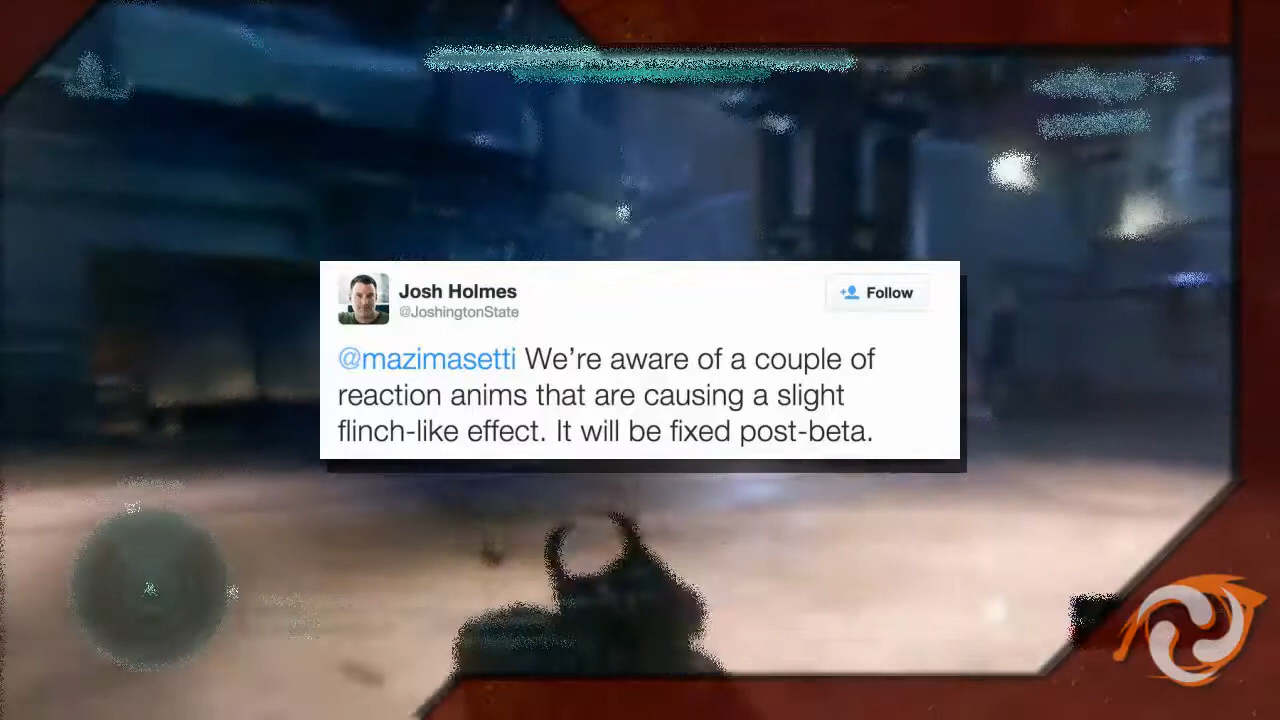 Josh Holmes
@JoshingtonState
Follow
@mazimasetti We’re aware of a couple of
reaction anims that are causing a slight
flinch-like effect. It will be fixed post-beta.